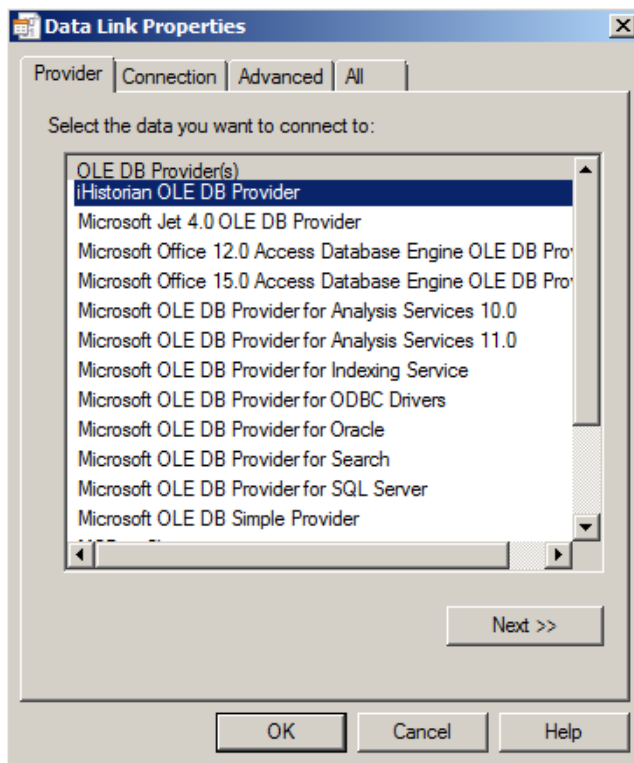 Data Link Properties
Provider Connection Advanced All
Select the data you want to connect to:
OLE DB Provider(s)
iHistorian OLE DB Provider
Microsoft Jet 4.0 OLE DB Provider
Microsoft Office 12.0 Access Database Engine OLE DB Pro
Microsoft Office 15.0 Access Database Engine OLE DB Pro
Microsoft OLE DB Provider for Analysis Services 10.0
Microsoft OLE DB Provider for Analysis Services 11.0
Microsoft OLE DB Provider for Indexing Service
Microsoft OLE DB Provider for ODBC Drivers
Microsoft OLE DB Provider for Oracle
Microsoft OLE DB Provider for Search
Microsoft OLE DB Provider for SQL Server
Microsoft OLE DB Simple Provider
Next >>
OK Cancel Help